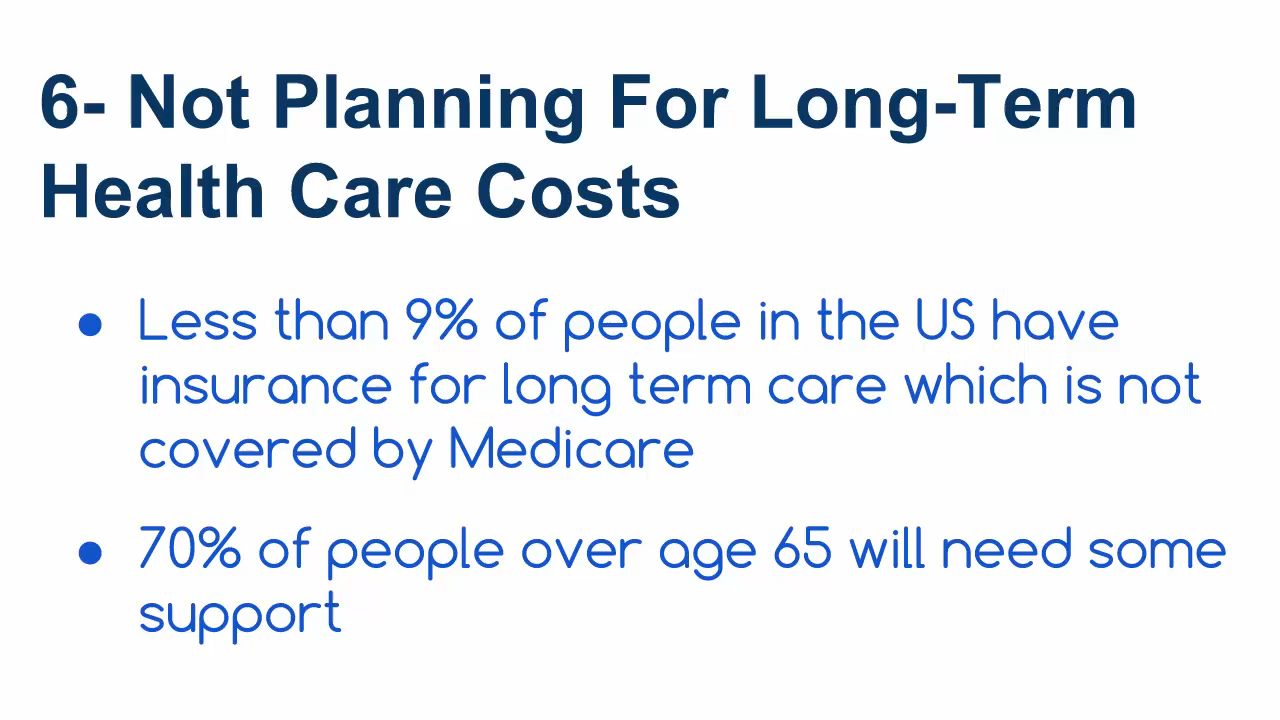 6- Not Planning For Long-Term
Health Care Costs
● Less than 9% of people in the US have
insurance for long term care which is not
covered by Medicare
● 70% of people over age 65 will need some
support